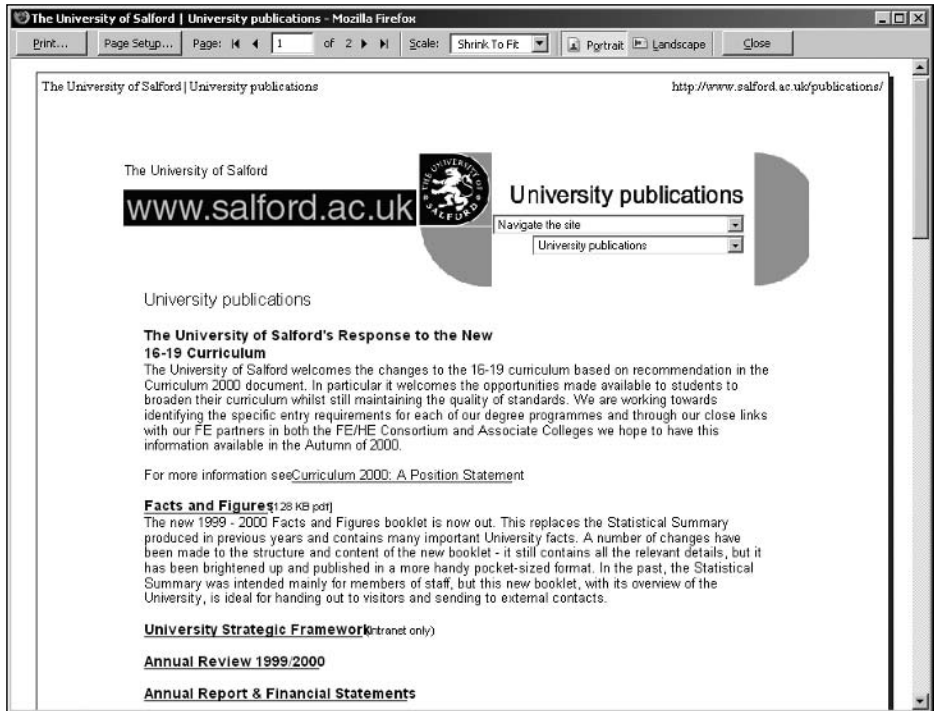 The University of Salford | University publications - Mozilla Firefox
Print... Page Setup... Page: 1 of 2 Scale: Shrink To Fit Portrait Landscape Close
The University of Salford | University publications http://www.salford.ac.uk/publications/
The University of Salford
www.salford.ac.uk
THE UNIVERSITY OF SALFORD
University publications
Navigate the site
University publications
University publications
The University of Salford's Response to the New
16-19 Curriculum
The University of Salford welcomes the changes to the 16-19 curriculum based on recommendation in the
Curriculum 2000 document. In particular it welcomes the opportunities made available to students to
broaden their curriculum whilst still maintaining the quality of standards. We are working towards
identifying the specific entry requirements for each of our degree programmes and through our close links
with our FE partners in both the FE/HE Consortium and Associate Colleges we hope to have this
information available in the Autumn of 2000.
For more information seeCurriculum 2000: A Position Statement
Facts and Figures[128 KB pdf]
The new 1999 - 2000 Facts and Figures booklet is now out. This replaces the Statistical Summary
produced in previous years and contains many important University facts. A number of changes have
been made to the structure and content of the new booklet - it still contains all the relevant details, but it
has been brightened up and published in a more handy pocket-sized format. In the past, the Statistical
Summary was intended mainly for members of staff, but this new booklet, with its overview of the
University, is ideal for handing out to visitors and sending to external contacts.
University Strategic Framework(intranet only)
Annual Review 1999/2000
Annual Report & Financial Statements